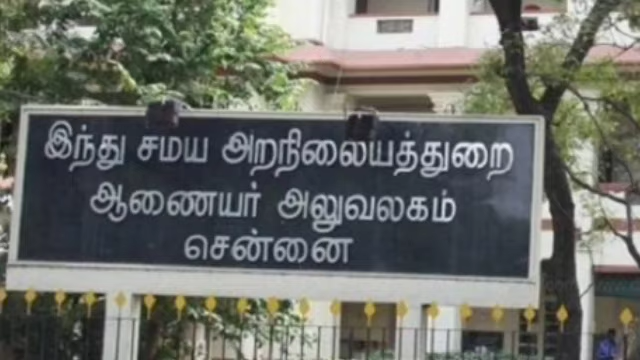 இந்து சமய அறநிலையத்துறை
ஆணையர் அலுவலகம்
சென்னை